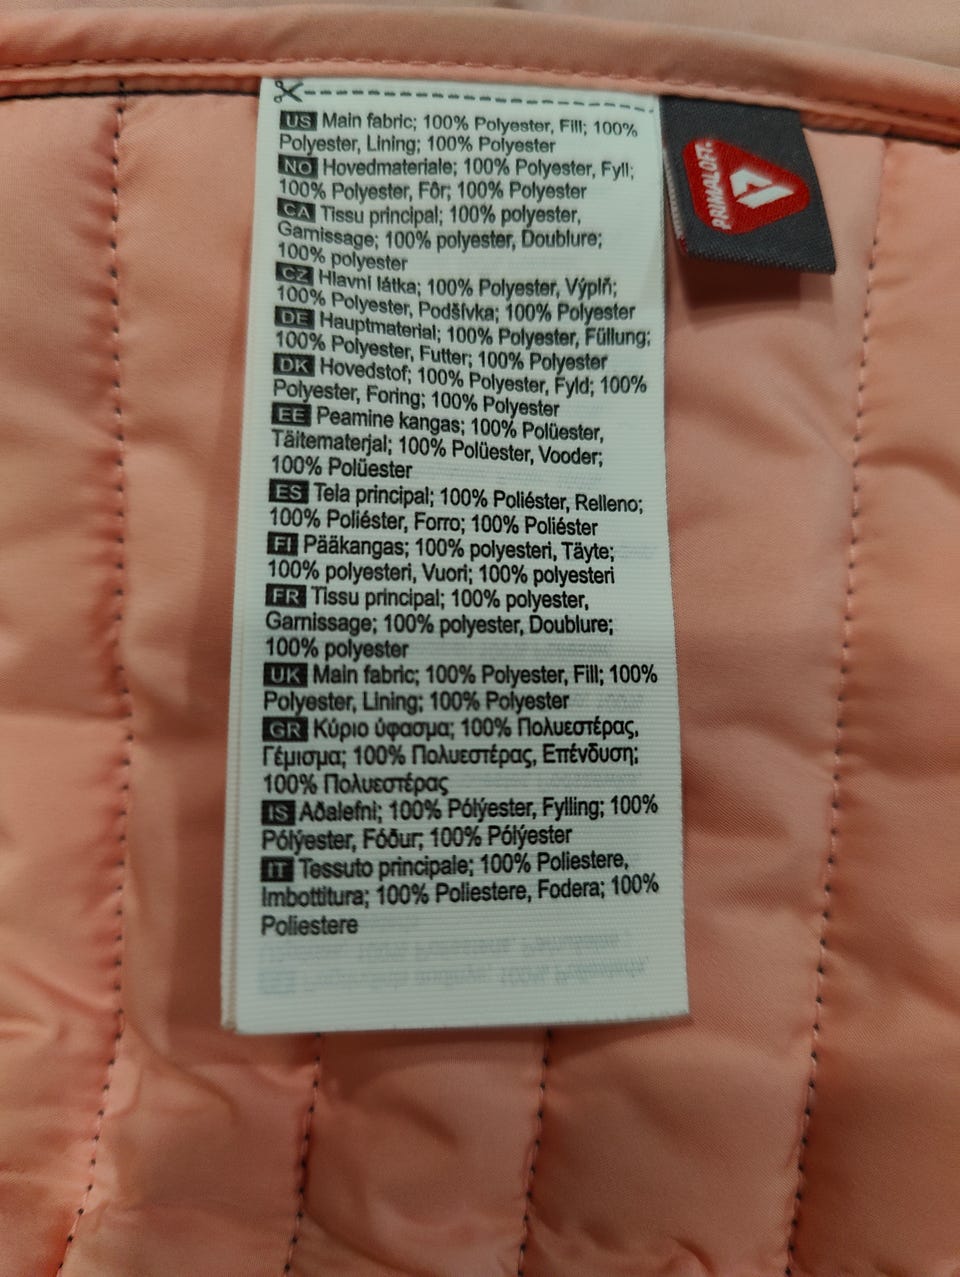 US Main fabric; 100% Polyester, Fill; 100%
Polyester, Lining; 100% Polyester
NO Hovedmateriale; 100% Polyester, Fyll;
100% Polyester, Fôr; 100% Polyester
CA Tissu principal; 100% polyester,
Garnissage; 100% polyester, Doublure;
100% polyester
CZ Hlavní látka; 100% Polyester, Výplň;
100% Polyester, Podšívka; 100% Polyester
DE Hauptmaterial; 100% Polyester, Füllung;
100% Polyester, Futter; 100% Polyester
DK Hovedstof; 100% Polyester, Fyld; 100%
Polyester, Foring; 100% Polyester
EE Peamine kangas; 100% Polüester,
Täitematerjal; 100% Polüester, Vooder;
100% Polüester
ES Tela principal; 100% Poliéster, Relleno;
100% Poliéster, Forro; 100% Poliéster
FI Pääkangas; 100% polyesteri, Täyte;
100% polyesteri, Vuori; 100% polyesteri
FR Tissu principal; 100% polyester,
Garnissage; 100% polyester, Doublure;
100% polyester
UK Main fabric; 100% Polyester, Fill; 100%
Polyester, Lining; 100% Polyester
GR Κύριο ύφασμα; 100% Πολυεστέρας,
Γέμισμα; 100% Πολυεστέρας, Επένδυση;
100% Πολυεστέρας
IS Aðalefni; 100% Pólýester, Fylling; 100%
Pólýester, Fóður; 100% Pólýester
IT Tessuto principale; 100% Poliestere,
Imbottitura; 100% Poliestere, Fodera; 100%
Poliestere
PRIMALOFT